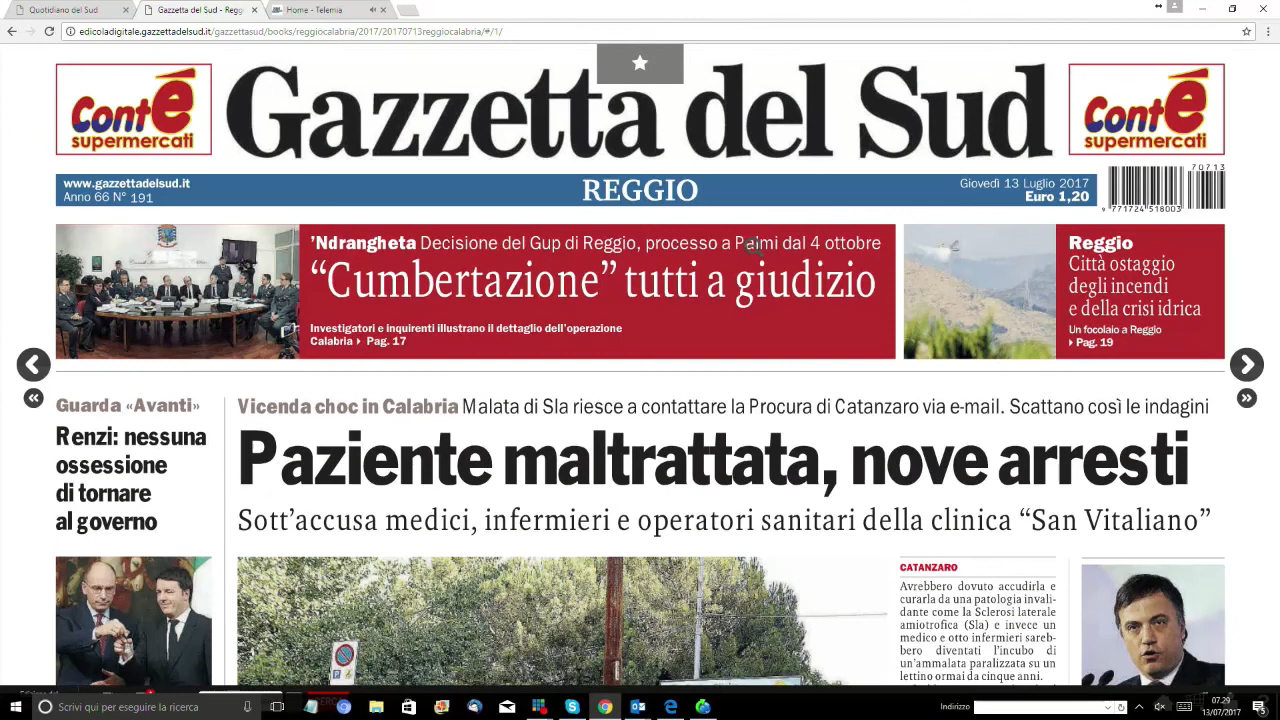 Quotidiano del Sud
Gazzetta del Sud - Reggi
Home - Telemia
edicoladigitale.gazzettadelsud.it/gazzettasud/books/reggiocalabria/2017/20170713reggiocalabria/#/1/
Conté
supermercati
Gazzetta del Sud
Conté
supermercati
www.gazzettadelsud.it
Anno 66 N° 191
REGGIO
Giovedì 13 Luglio 2017
Euro 1,20
70713
9 771724 518003
'Ndrangheta Decisione del Gup di Reggio, processo a Palmi dal 4 ottobre
“Cumbertazione” tutti a giudizio
Investigatori e inquirenti illustrano il dettaglio dell'operazione
Calabria Pag. 17
Reggio
Città ostaggio
degli incendi
e della crisi idrica
Un focolaio a Reggio
Pag. 19
Guarda «Avanti»
Renzi: nessuna
ossessione
di tornare
al governo
Vicenda choc in Calabria Malata di Sla riesce a contattare la Procura di Catanzaro via e-mail. Scattano così le indagini
Paziente maltrattata, nove arresti
Sott'accusa medici, infermieri e operatori sanitari della clinica “San Vitaliano”
CATANZARO
Avrebbero dovuto accudirla e
curarla da una patologia invali-
dante come la Sclerosi laterale
amiotrofica (Sla) e invece un
medico e otto infermieri sareb-
bero diventati l'incubo di
un'ammalata paralizzata su un
lettino ormai da cinque anni.
P
Scrivi qui per eseguire la ricerca
Indirizzo
07.29
13/07/2017